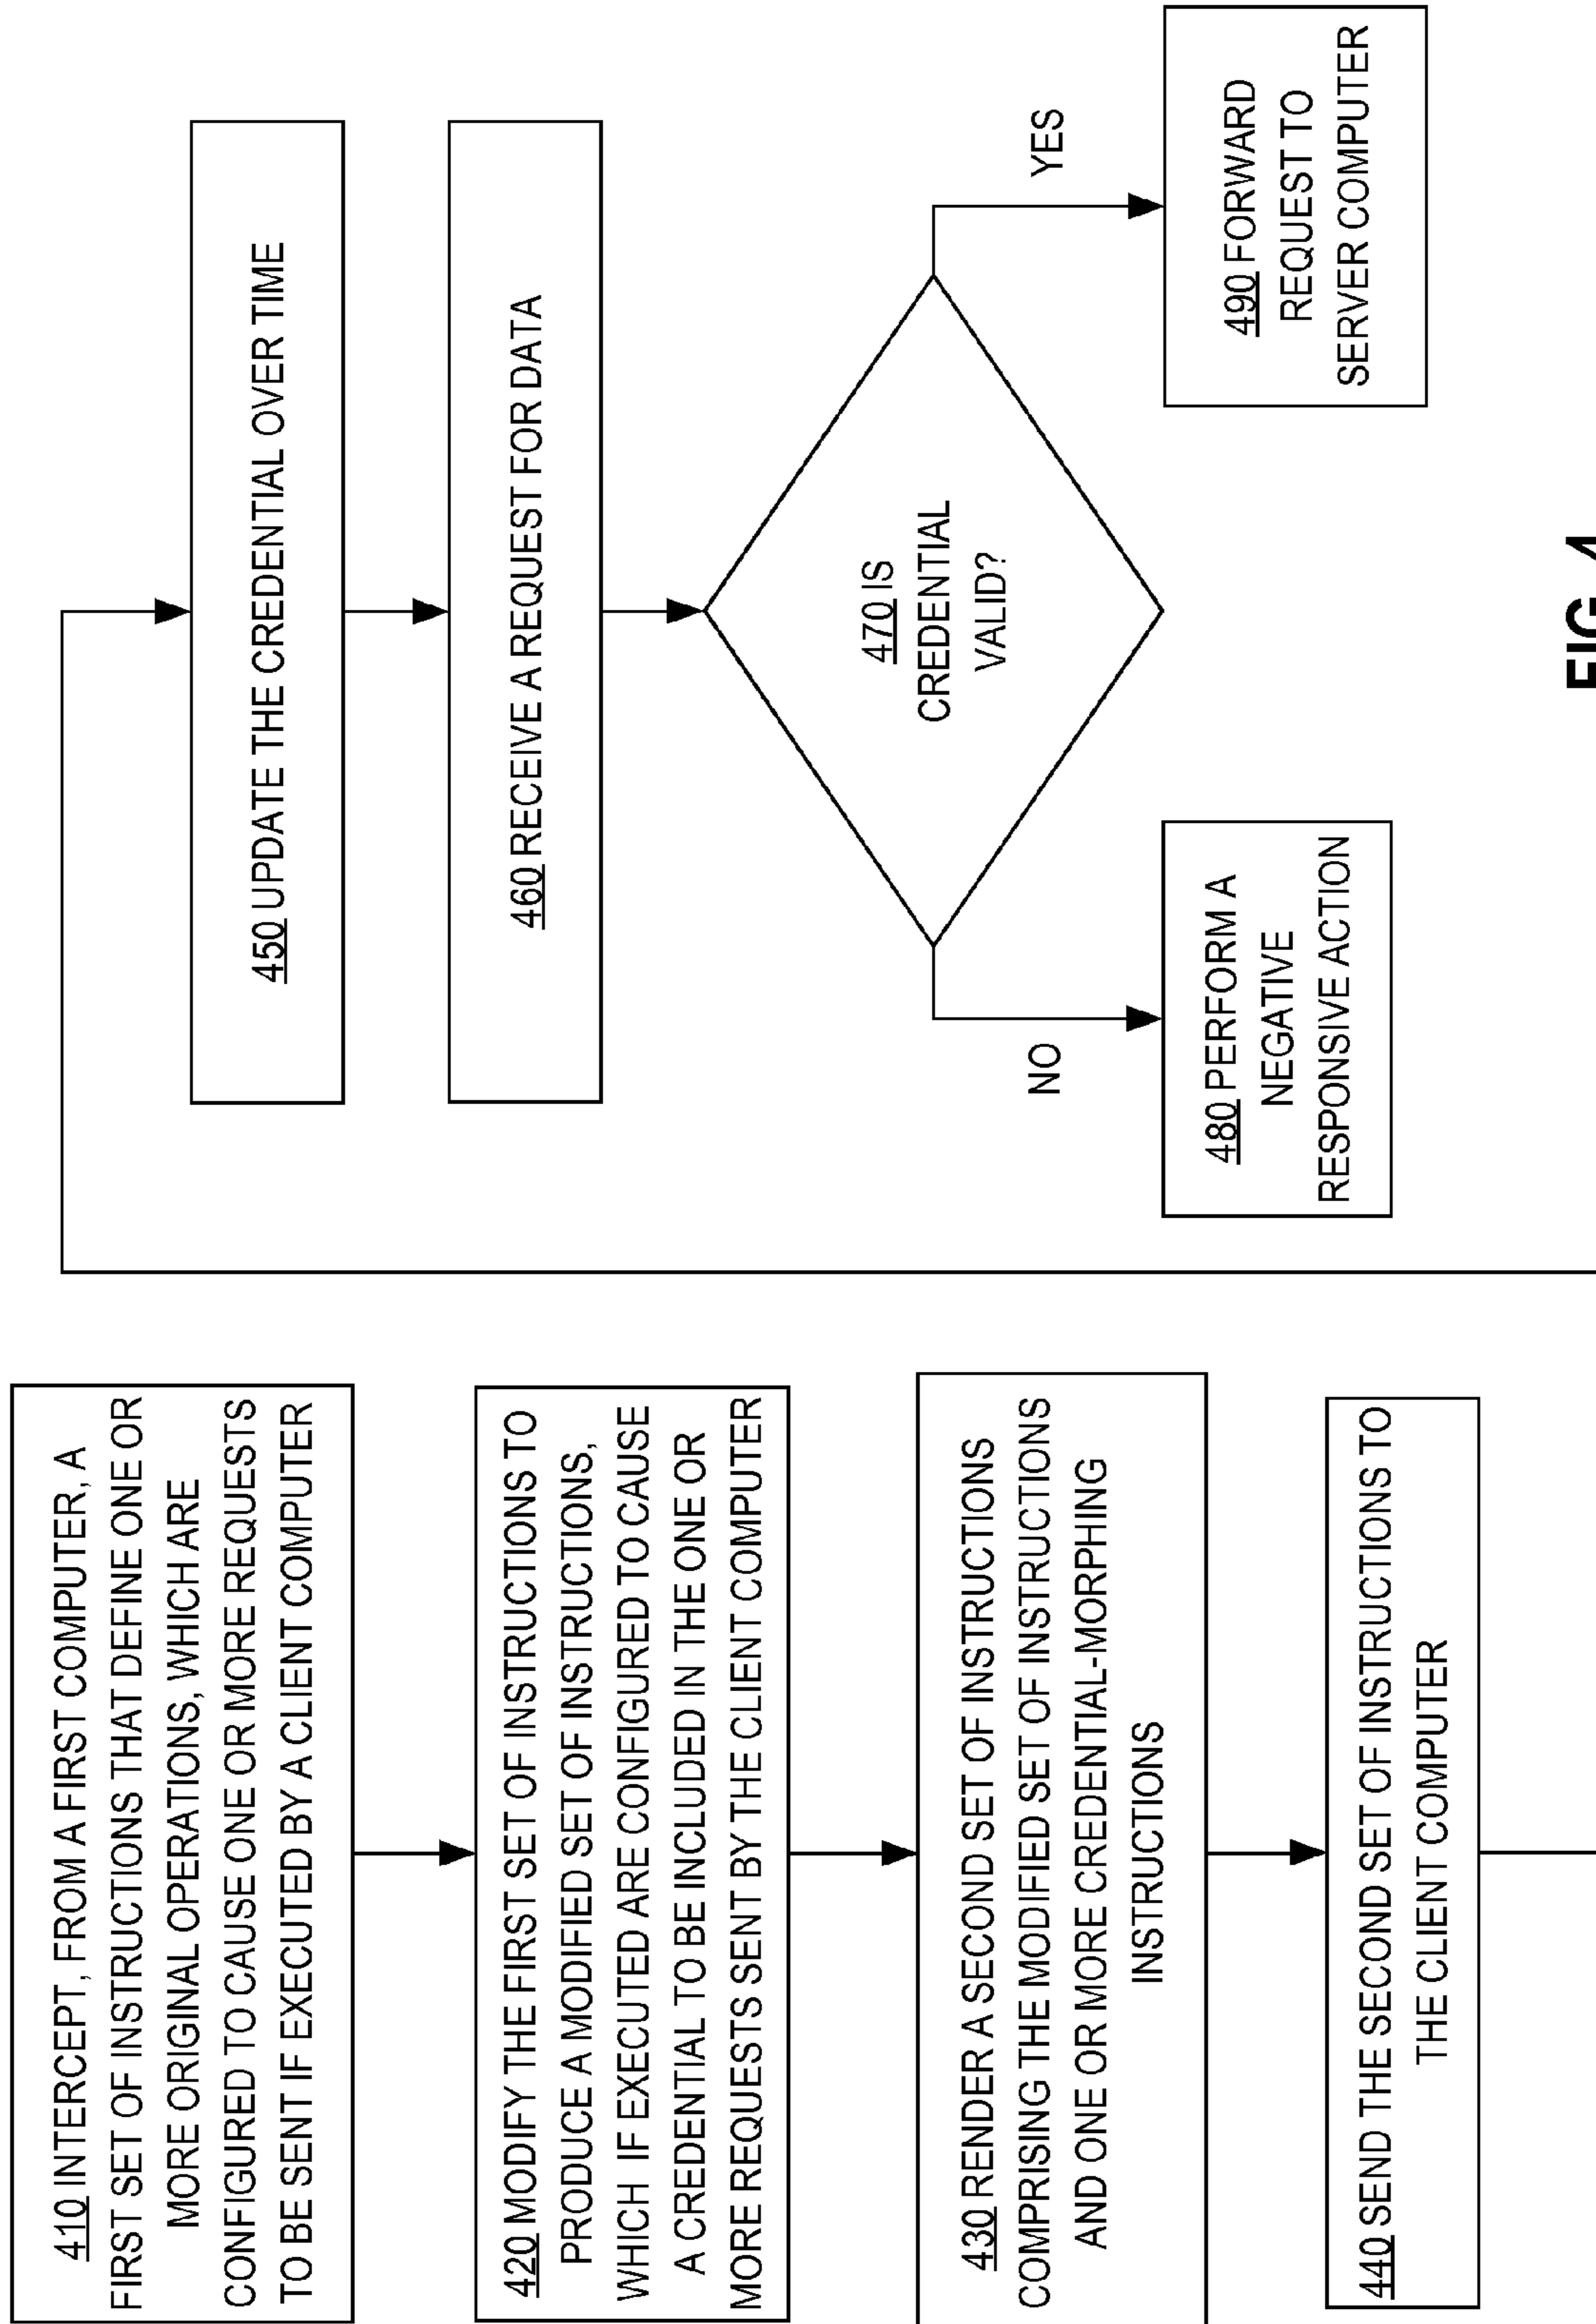 410 INTERCEPT, FROM A FIRST COMPUTER, A
FIRST SET OF INSTRUCTIONS THAT DEFINE ONE OR
MORE ORIGINAL OPERATIONS, WHICH ARE
CONFIGURED TO CAUSE ONE OR MORE REQUESTS
TO BE SENT IF EXECUTED BY A CLIENT COMPUTER
420 MODIFY THE FIRST SET OF INSTRUCTIONS TO
PRODUCE A MODIFIED SET OF INSTRUCTIONS,
WHICH IF EXECUTED ARE CONFIGURED TO CAUSE
A CREDENTIAL TO BE INCLUDED IN THE ONE OR
MORE REQUESTS SENT BY THE CLIENT COMPUTER
430 RENDER A SECOND SET OF INSTRUCTIONS
COMPRISING THE MODIFIED SET OF INSTRUCTIONS
AND ONE OR MORE CREDENTIAL-MORPHING
INSTRUCTIONS
440 SEND THE SECOND SET OF INSTRUCTIONS TO
THE CLIENT COMPUTER
450 UPDATE THE CREDENTIAL OVER TIME
460 RECEIVE A REQUEST FOR DATA
470 IS
CREDENTIAL
VALID?
NO
YES
480 PERFORM A
NEGATIVE
RESPONSIVE ACTION
490 FORWARD
REQUEST TO
SERVER COMPUTER
FIG. 4